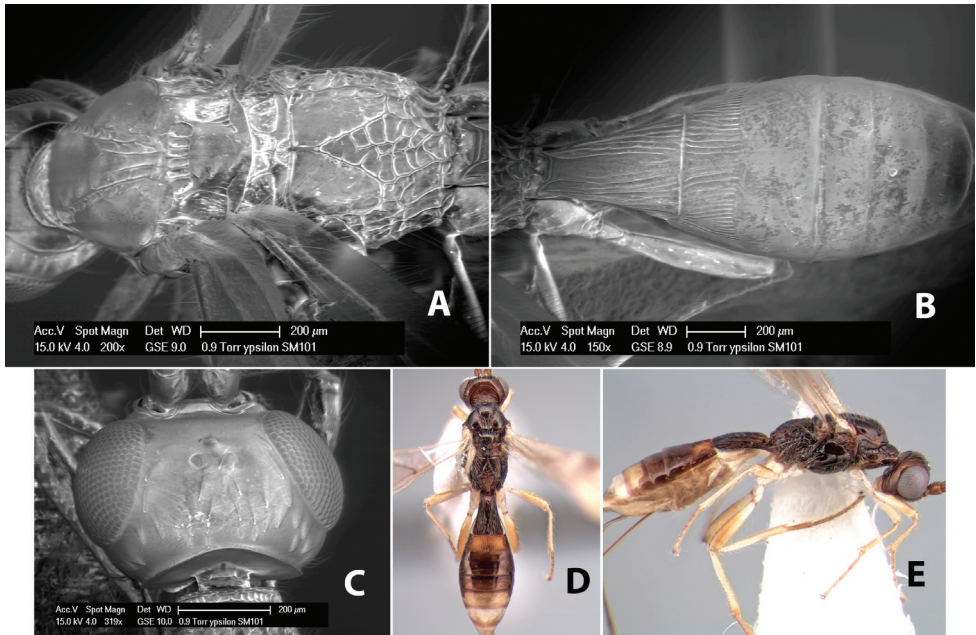 A
Acc.V Spot Magn Det WD 200 µm
15.0 kV 4.0 200x GSE 9.0 0.9 Torr ypsilon SM101
B
Acc.V Spot Magn Det WD 200 µm
15.0 kV 4.0 150x GSE 8.9 0.9 Torr ypsilon SM101
C
Acc.V Spot Magn Det WD 200 µm
15.0 kV 4.0 319x GSE 10.0 0.9 Torr ypsilon SM101
D
E